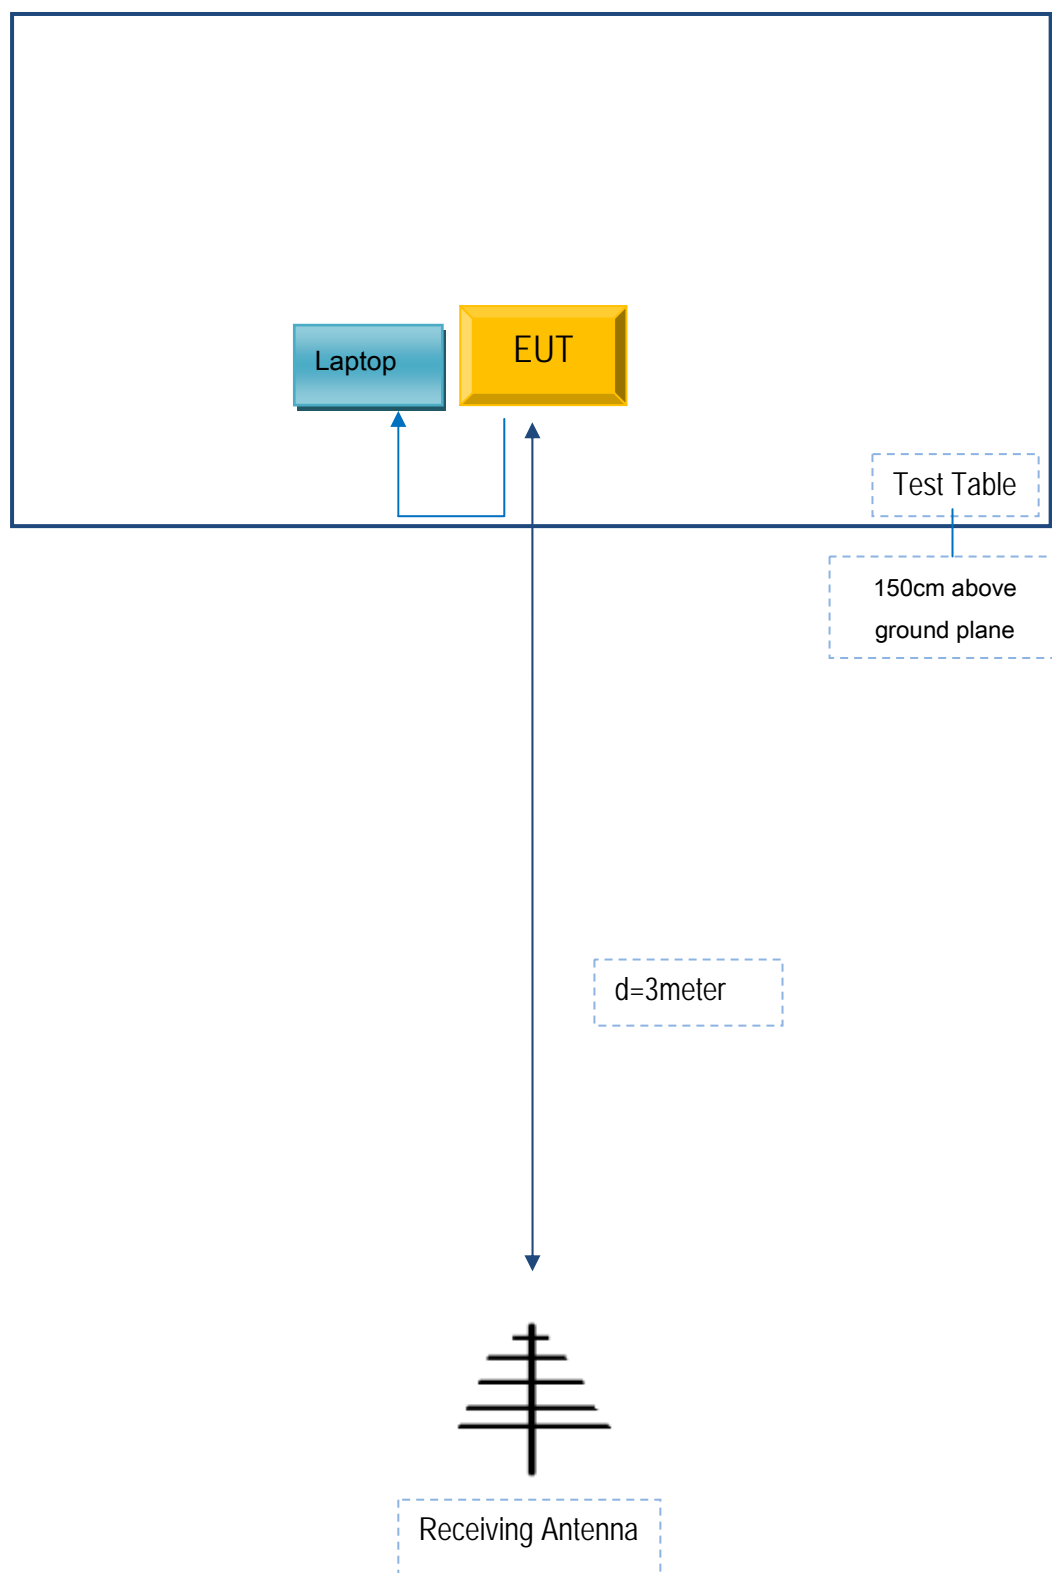 Laptop
EUT
Test Table
150cm above
ground plane
d=3meter
Receiving Antenna